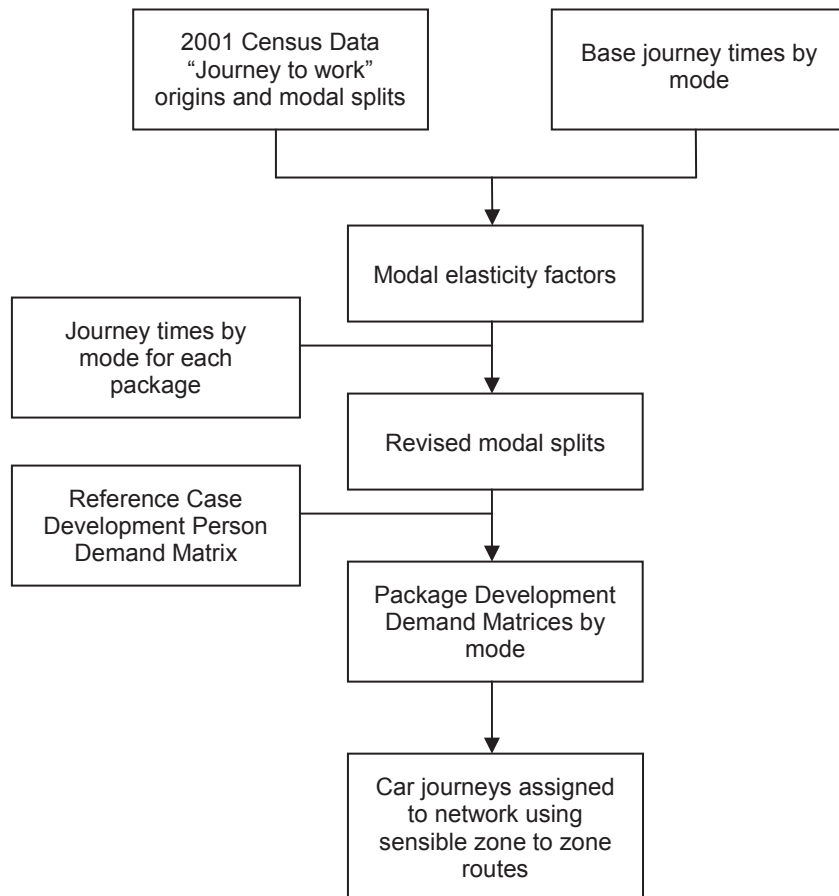 2001 Census Data
“Journey to work”
origins and modal splits
Base journey times by
mode
Modal elasticity factors
Journey times by
mode for each
package
Revised modal splits
Reference Case
Development Person
Demand Matrix
Package Development
Demand Matrices by
mode
Car journeys assigned
to network using
sensible zone to zone
routes